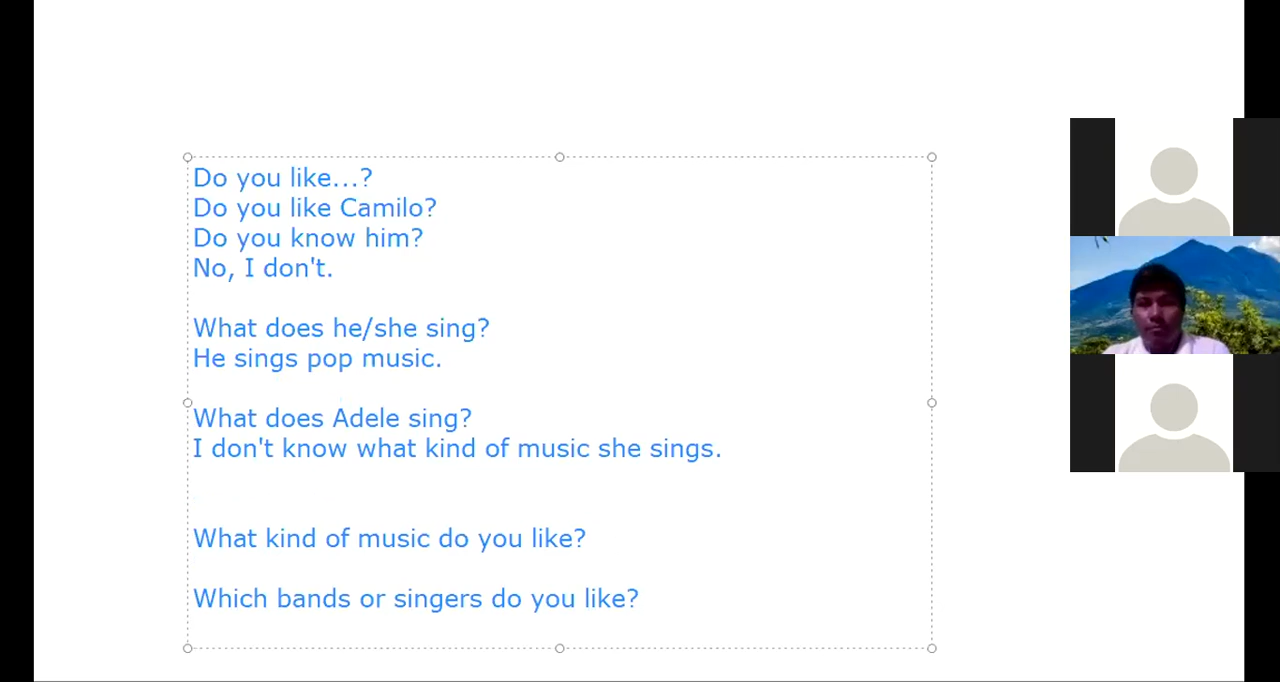 Do you like...?
Do you like Camilo?
Do you know him?
No, I don't.
What does he/she sing?
He sings pop music.
What does Adele sing?
I don't know what kind of music she sings.
What kind of music do you like?
Which bands or singers do you like?